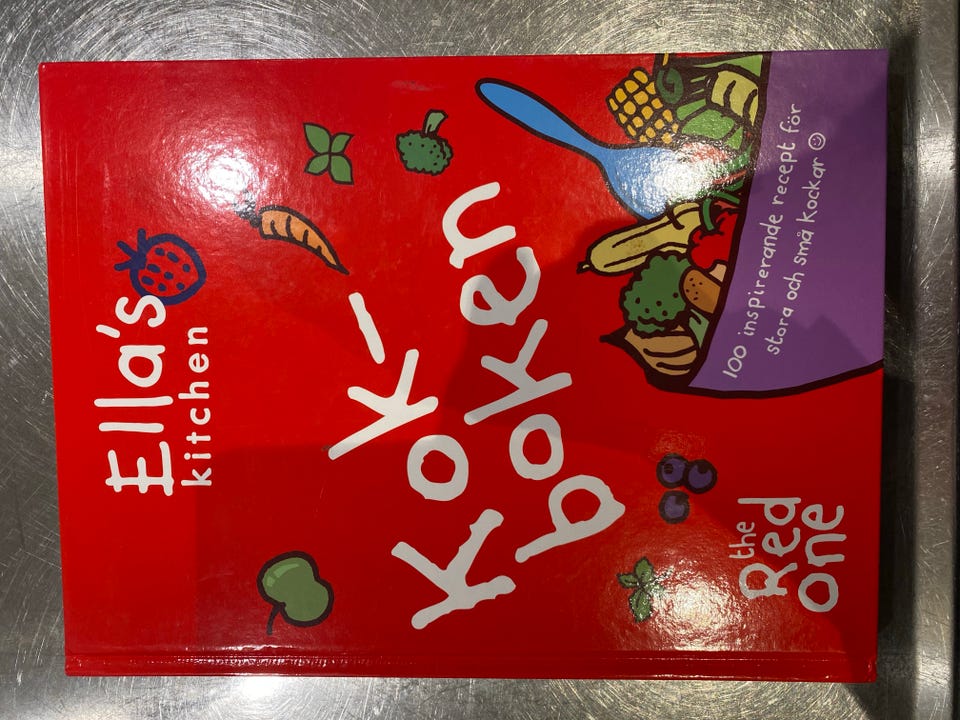 Ella's
kitchen
Kok-
boken
100 inspirerande recept för
stora och små kockar ☺
the
Red
one